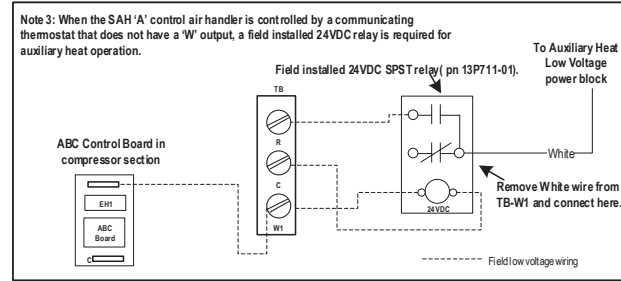 Note 3: When the SAH 'A' control air handler is controlled by a communicating
thermostat that does not have a 'W' output, a field installed 24VDC relay is required for
auxiliary heat operation.
To Auxiliary Heat
Low Voltage
power block
Field installed 24VDC SPST relay( pn 13P711-01).
TB
R
C
W1
ABC Control Board in
compressor section
EH1
ABC
Board
C
White
24VDC
Remove White wire from
TB-W1 and connect here.
Field low voltage wiring